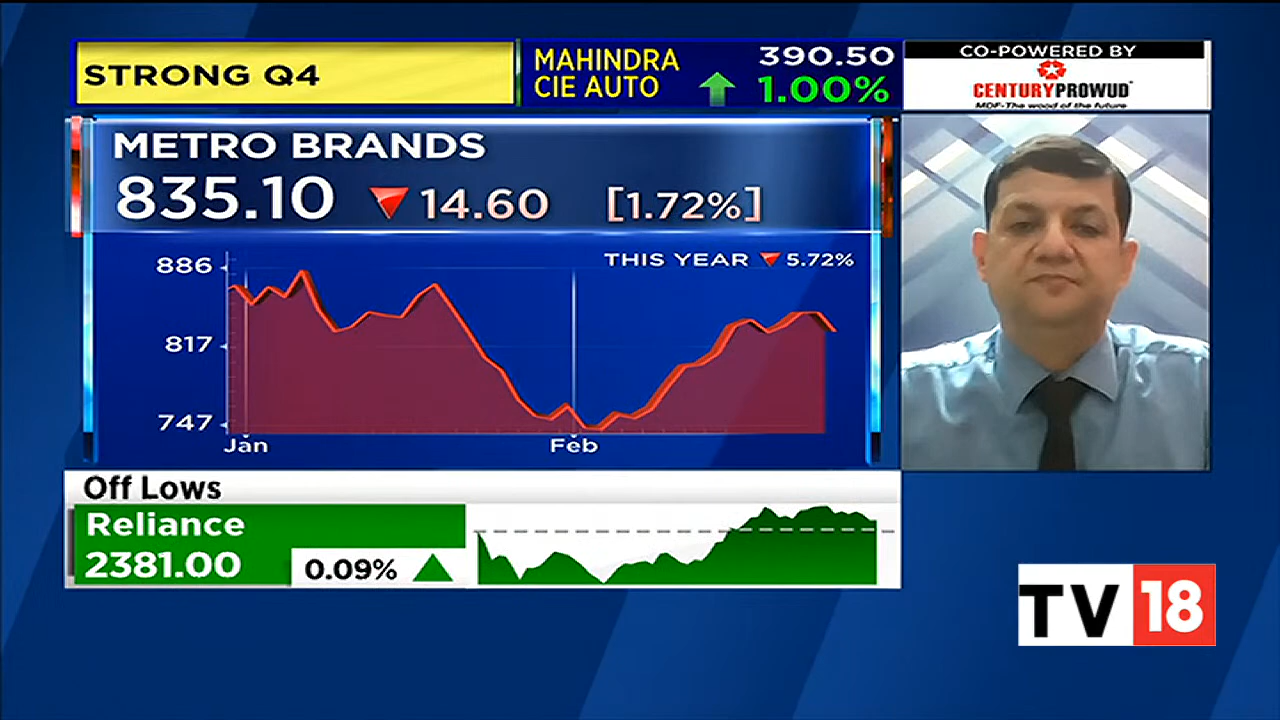 STRONG Q4
MAHINDRA
CIE AUTO
390.50
1.00%
CO-POWERED BY
CENTURYPROWUD
MDF-The wood of the future
METRO BRANDS
835.10
14.60
[1.72%]
THIS YEAR
5.72%
886
817
747
Jan
Feb
Off Lows
Reliance
2381.00
0.09%
TV18